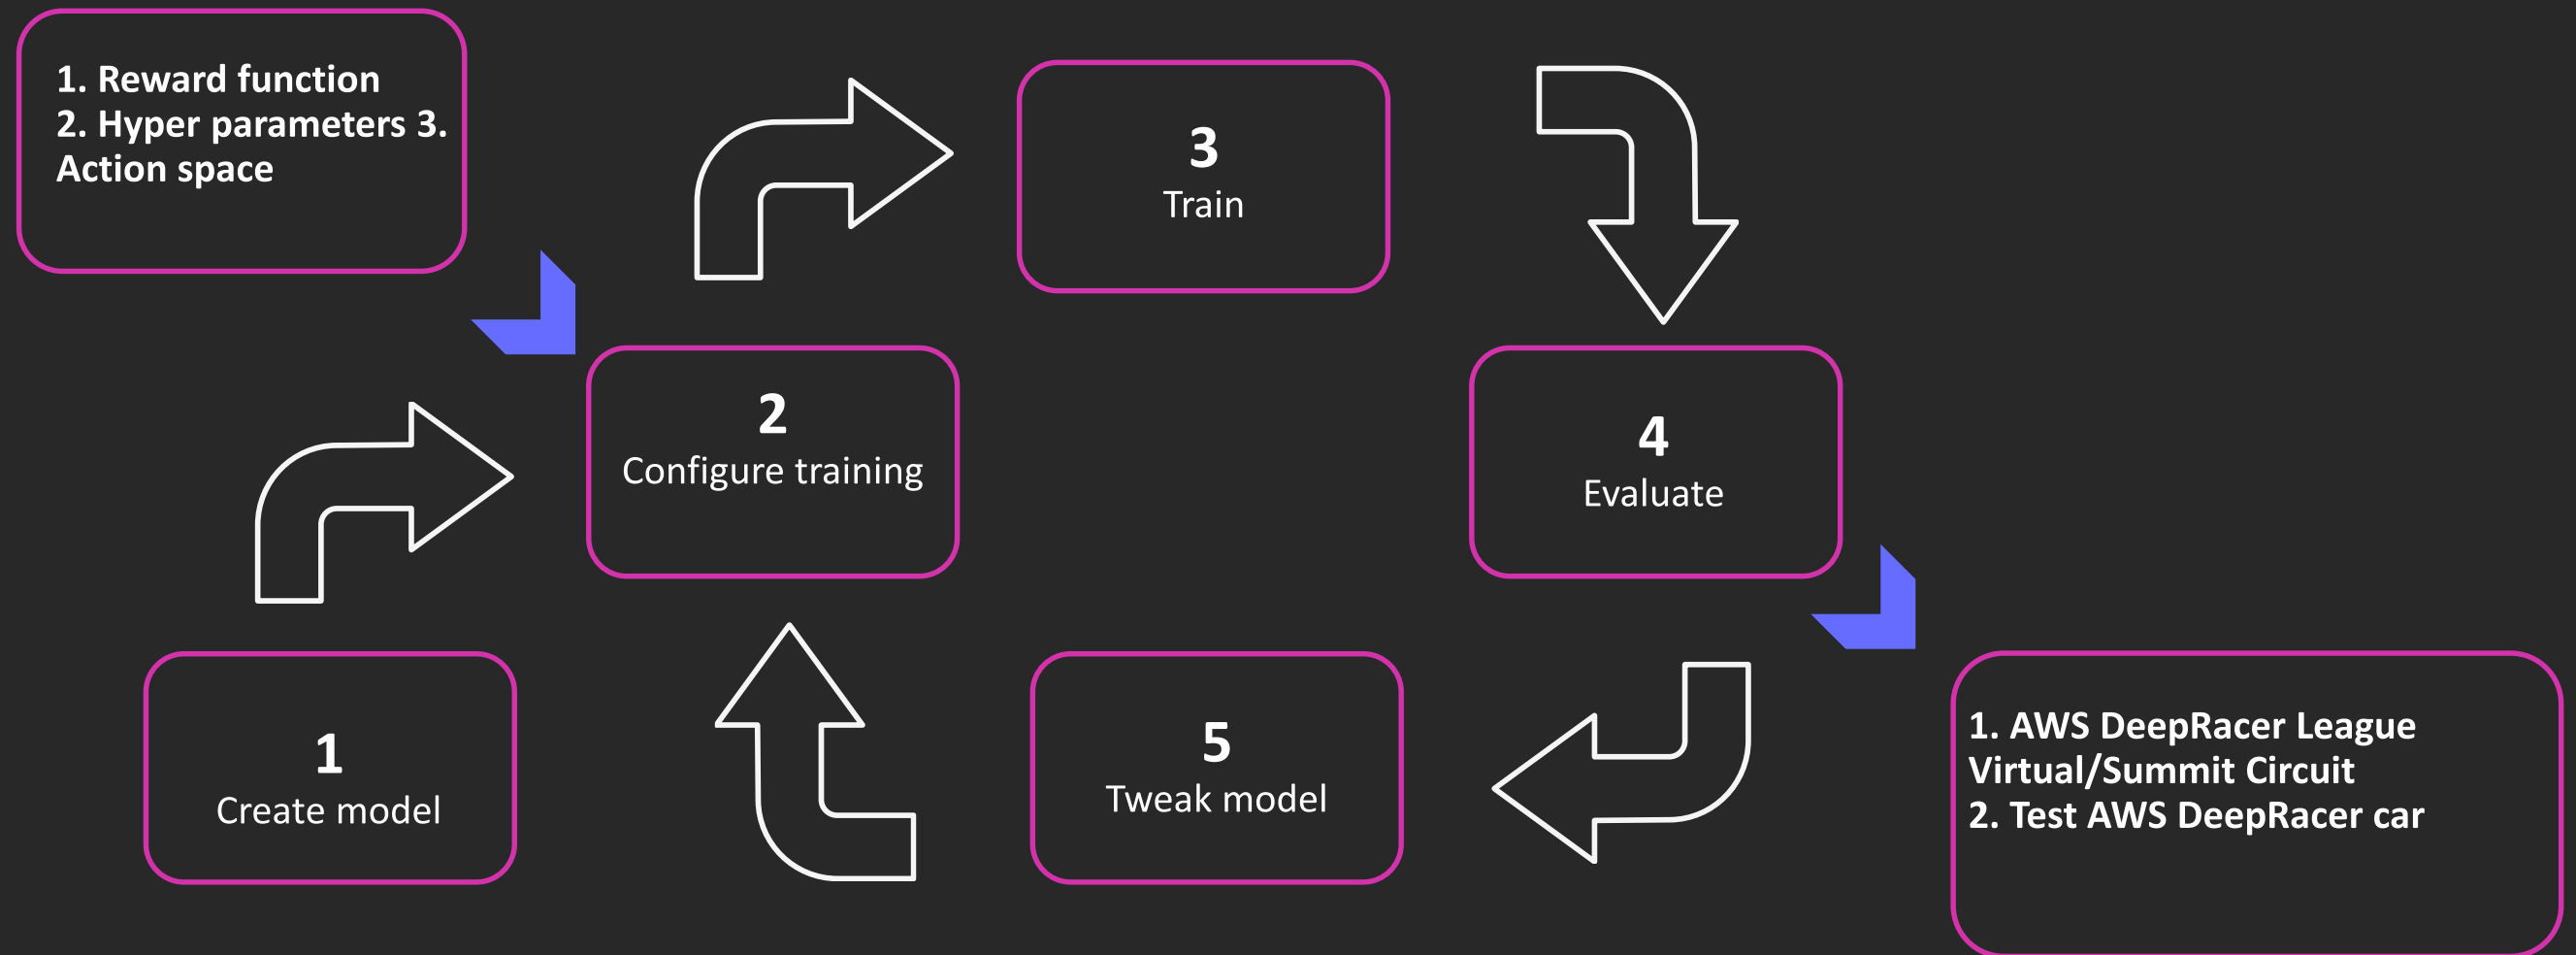 1. Reward function
2. Hyper parameters 3.
Action space
3
Train
2
Configure training
4
Evaluate
1
Create model
5
Tweak model
1. AWS DeepRacer League
Virtual/Summit Circuit
2. Test AWS DeepRacer car